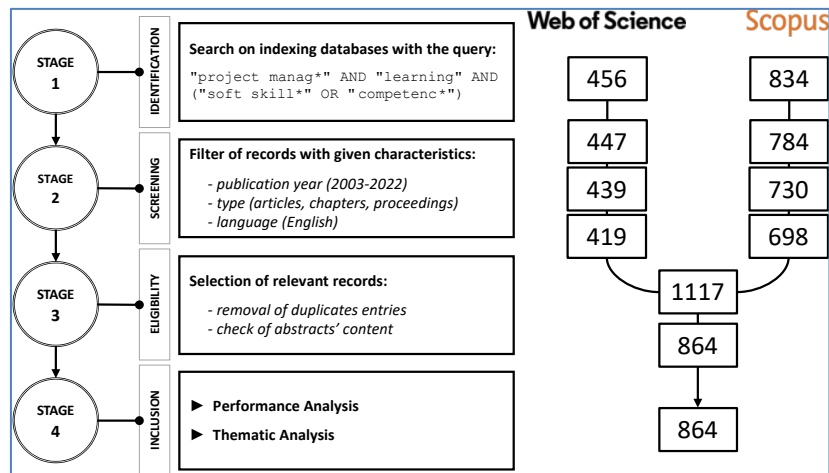 Web of Science
Scopus
STAGE
1
IDENTIFICATION
Search on indexing databases with the query:
"project manag*" AND "learning" AND
("soft skill*" OR "competenc*")
456
834
STAGE
2
SCREENING
Filter of records with given characteristics:
- publication year (2003-2022)
- type (articles, chapters, proceedings)
- language (English)
447
784
439
730
419
698
STAGE
3
ELIGIBILITY
Selection of relevant records:
- removal of duplicates entries
- check of abstracts' content
1117
864
STAGE
4
INCLUSION
► Performance Analysis
► Thematic Analysis
864